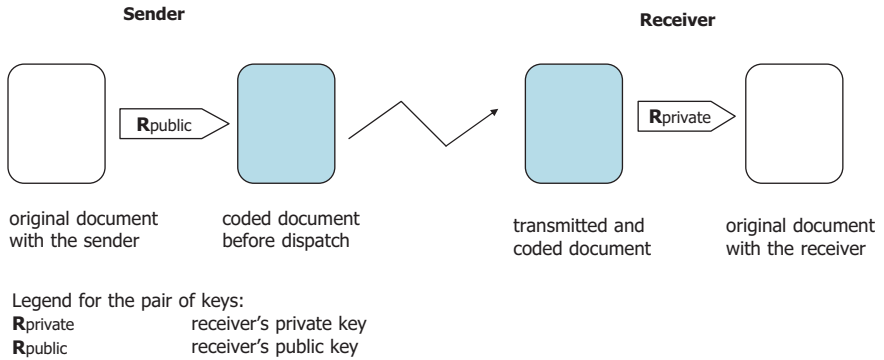 Sender
Receiver
Rpublic
Rprivate
original document
with the sender
coded document
before dispatch
transmitted and
coded document
original document
with the receiver
Legend for the pair of keys:
Rprivate receiver's private key
Rpublic receiver's public key